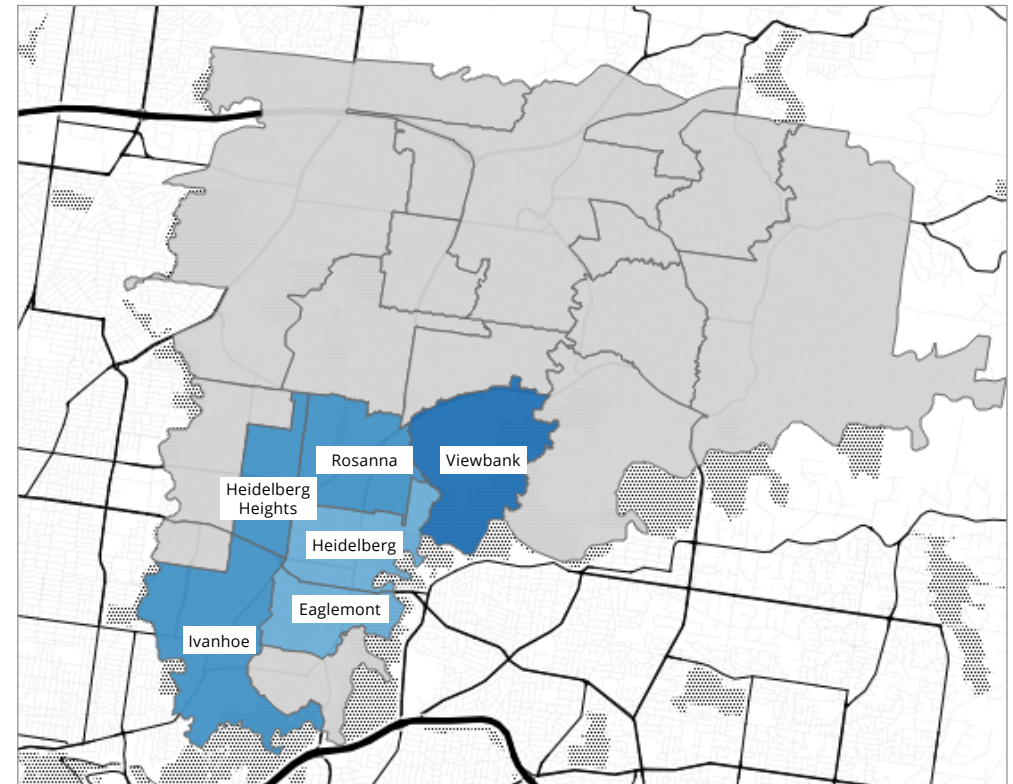 Rosanna
Viewbank
Heidelberg
Heights
Heidelberg
Eaglemont
Ivanhoe